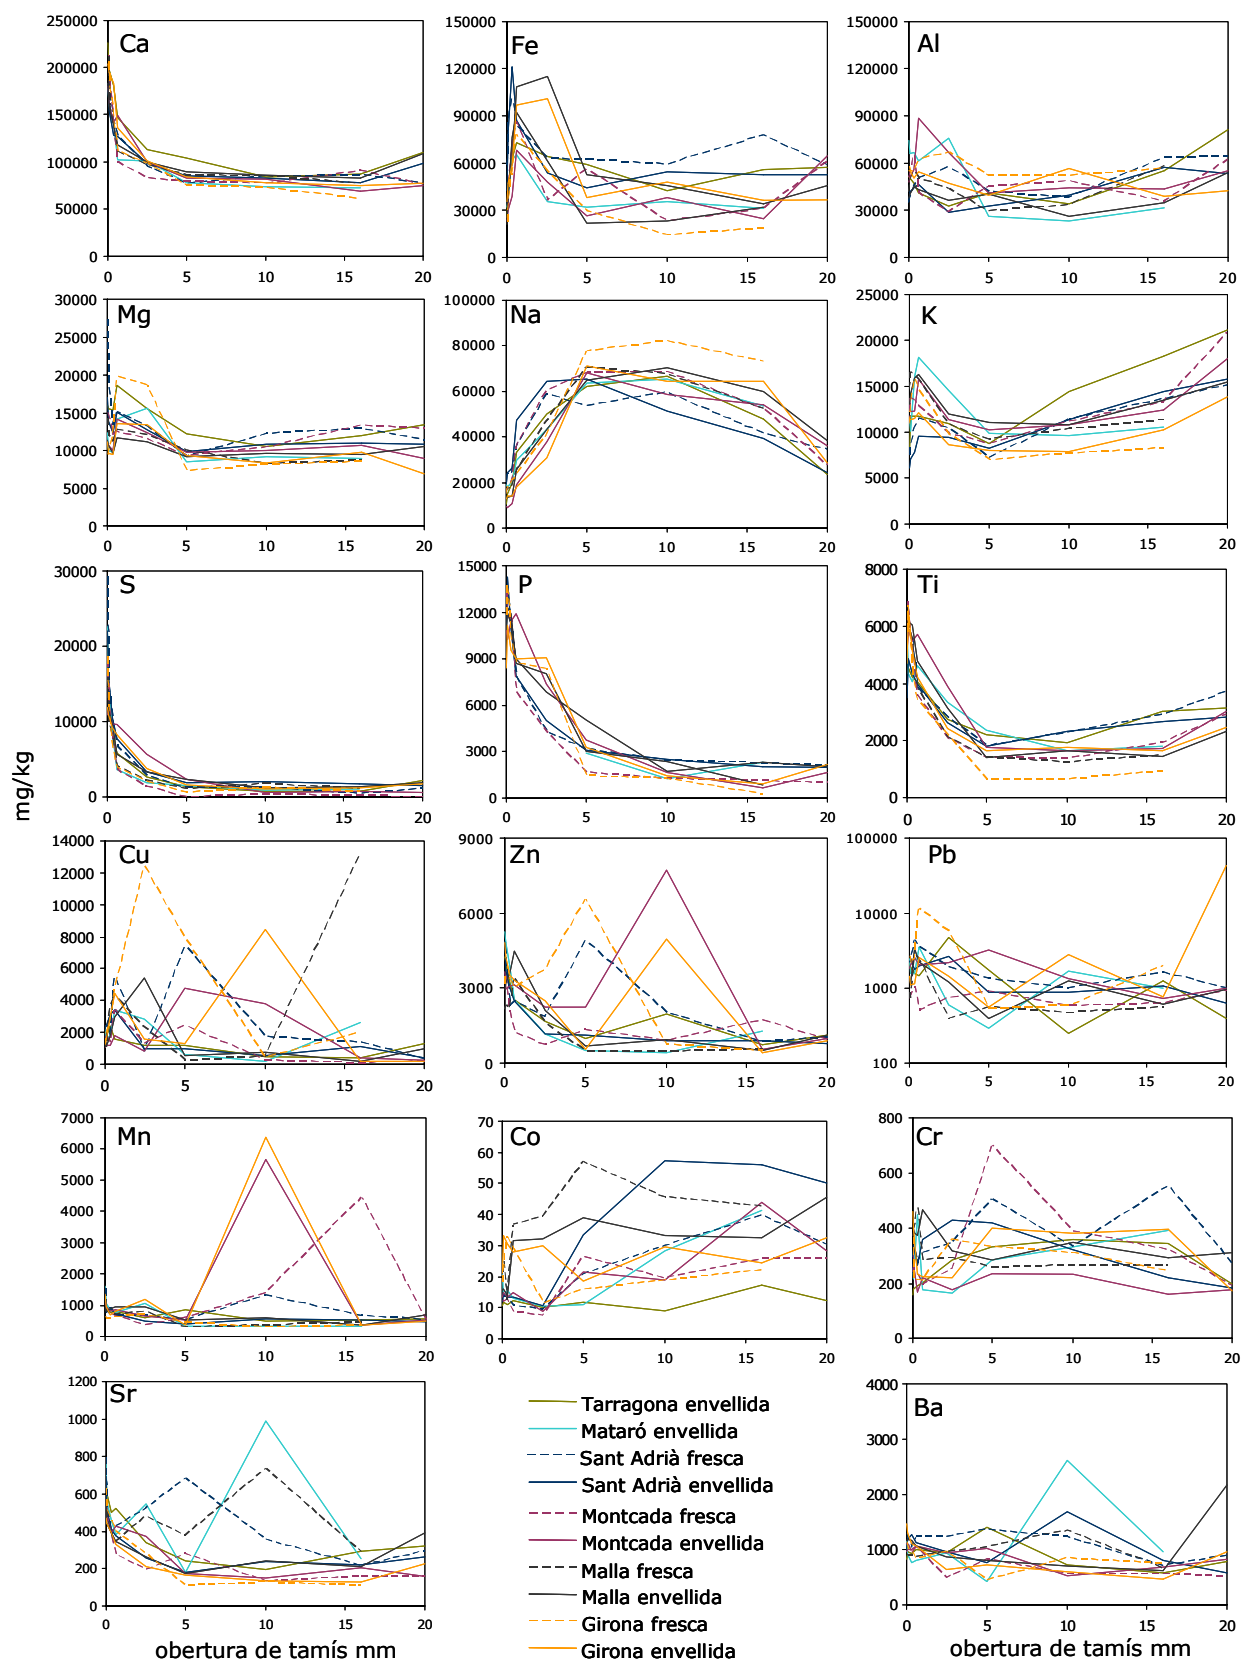 Ca
250000
200000
150000
100000
50000
0
0 5 10 15 20
Fe
150000
120000
90000
60000
30000
0
0 5 10 15 20
Al
150000
120000
90000
60000
30000
0
0 5 10 15 20
Mg
30000
25000
20000
15000
10000
5000
0
0 5 10 15 20
Na
100000
80000
60000
40000
20000
0
0 5 10 15 20
K
25000
20000
15000
10000
5000
0
0 5 10 15 20
mg/kg
S
30000
20000
10000
0
0 5 10 15 20
P
15000
12000
9000
6000
3000
0
0 5 10 15 20
Ti
8000
6000
4000
2000
0
0 5 10 15 20
Cu
14000
12000
10000
8000
6000
4000
2000
0
0 5 10 15 20
Zn
9000
6000
3000
0
0 5 10 15 20
Pb
100000
10000
1000
100
0 5 10 15 20
Mn
7000
6000
5000
4000
3000
2000
1000
0
0 5 10 15 20
Co
70
60
50
40
30
20
10
0
0 5 10 15 20
Cr
800
600
400
200
0
0 5 10 15 20
Sr
1200
1000
800
600
400
200
0
0 5 10 15 20
obertura de tamís mm
Tarragona envellida
Mataró envellida
Sant Adrià fresca
Sant Adrià envellida
Montcada fresca
Montcada envellida
Malla fresca
Malla envellida
Girona fresca
Girona envellida
Ba
4000
3000
2000
1000
0
0 5 10 15 20
obertura de tamís mm